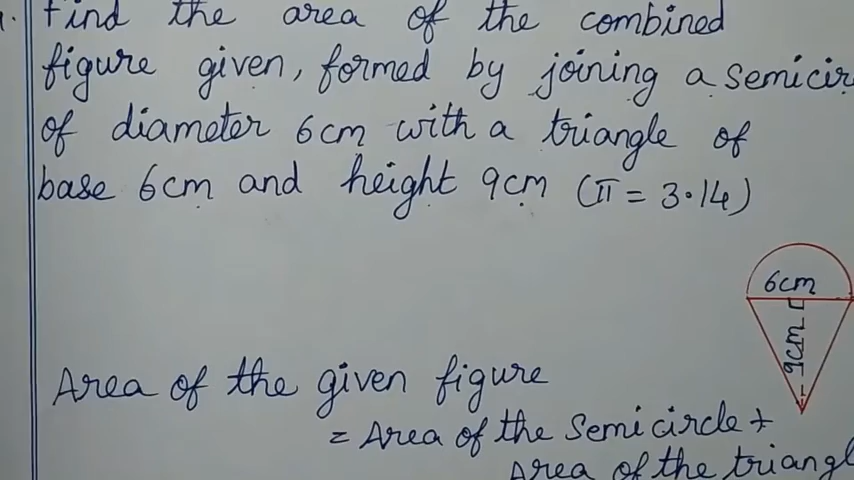 Find the area of the combined
figure given, formed by joining a semicir
of diameter 6cm with a triangle of
base 6cm and height 9cm (π = 3.14)
6cm
9cm
Area of the given figure
= Area of the semicircle +
Area of the triangl